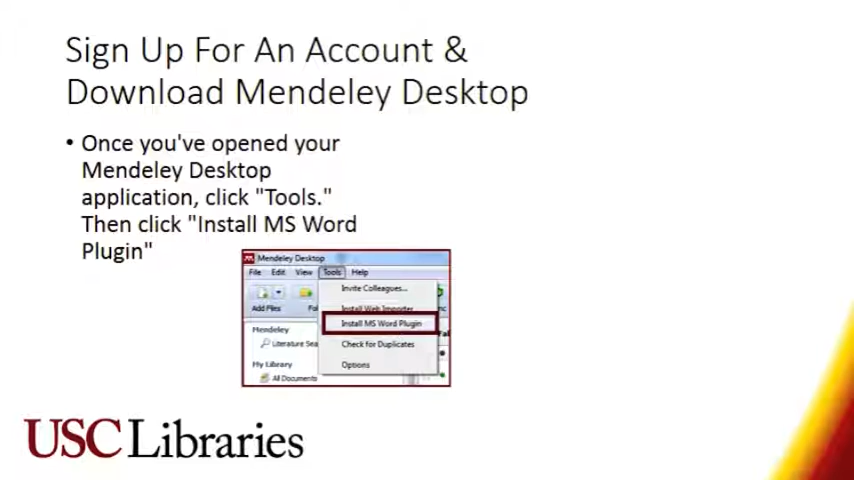 Sign Up For An Account &
Download Mendeley Desktop
• Once you've opened your
Mendeley Desktop
application, click "Tools."
Then click "Install MS Word
Plugin"
Mendeley Desktop
File Edit View Tools Help
Invite Colleagues...
Add Files
Install Web Importer
Install MS Word Plugin
Mendeley
Literature Sea
Check for Duplicates
My Library
Options
All Documents
USC Libraries